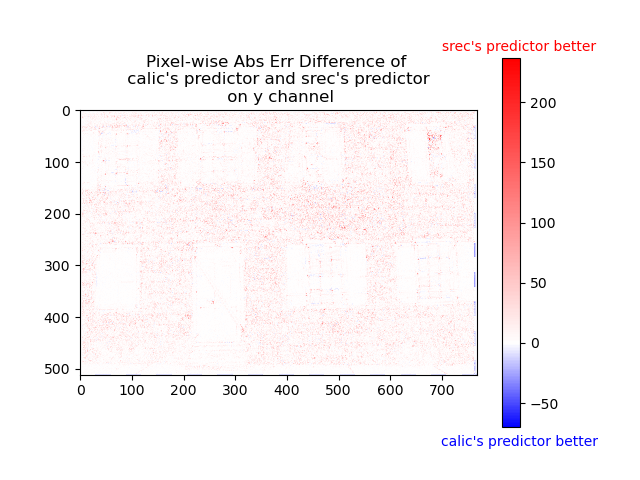 srec's predictor better
Pixel-wise Abs Err Difference of
calic's predictor and srec's predictor
on y channel
0
100
200
300
400
500
0 100 200 300 400 500 600 700
200
150
100
50
0
−50
calic's predictor better